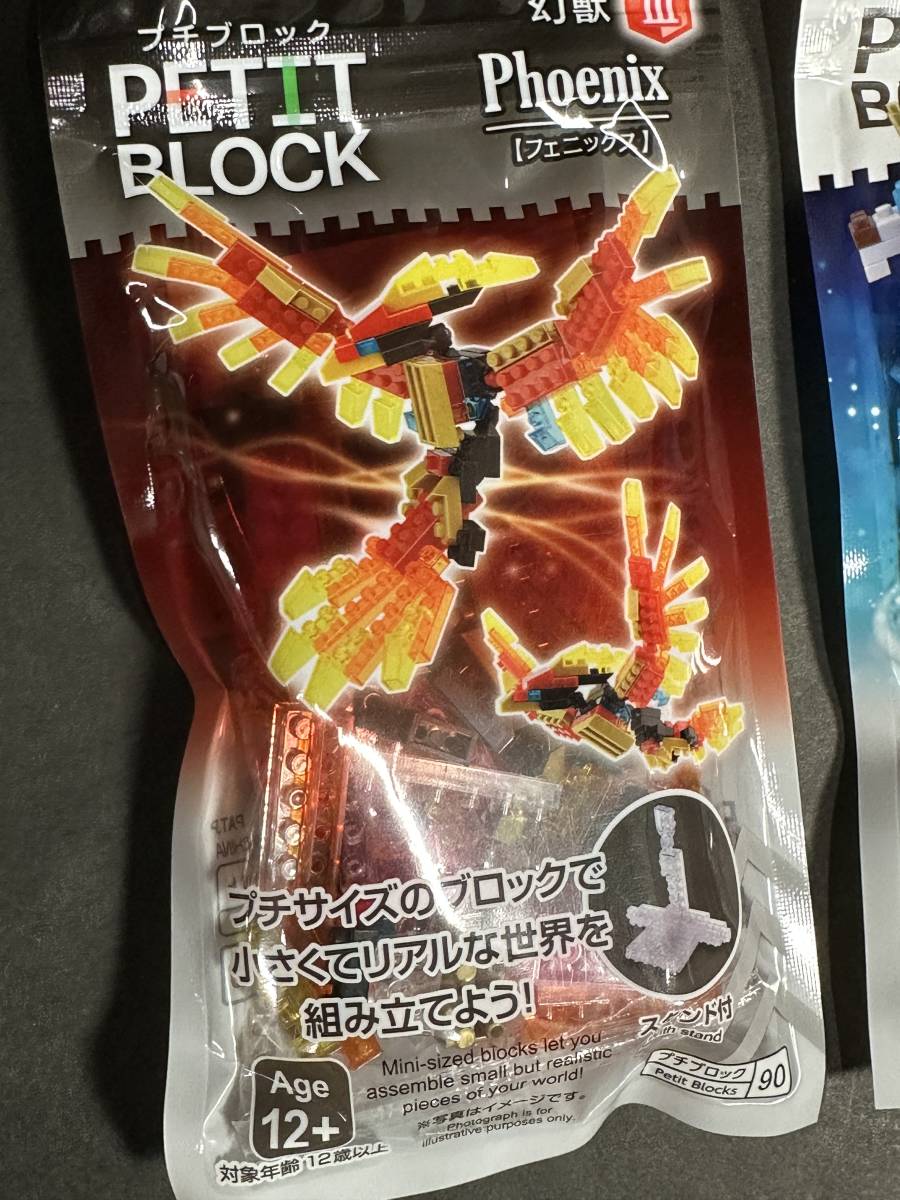 プチブロック
PETIT
BLOCK
幻獣
III
Phoenix
【フェニックス】
P
B
PAT.P
CHINA
プチサイズのブロックで
小さくてリアルな世界を
組み立てよう!
スタンド付
with stand
Mini-sized blocks let you
assemble small but realistic
pieces of your world!
※写真はイメージです。
Photograph is for
illustrative purposes only.
プチブロック
Petit Blocks
90
Age
12+
対象年齢 12歳以上